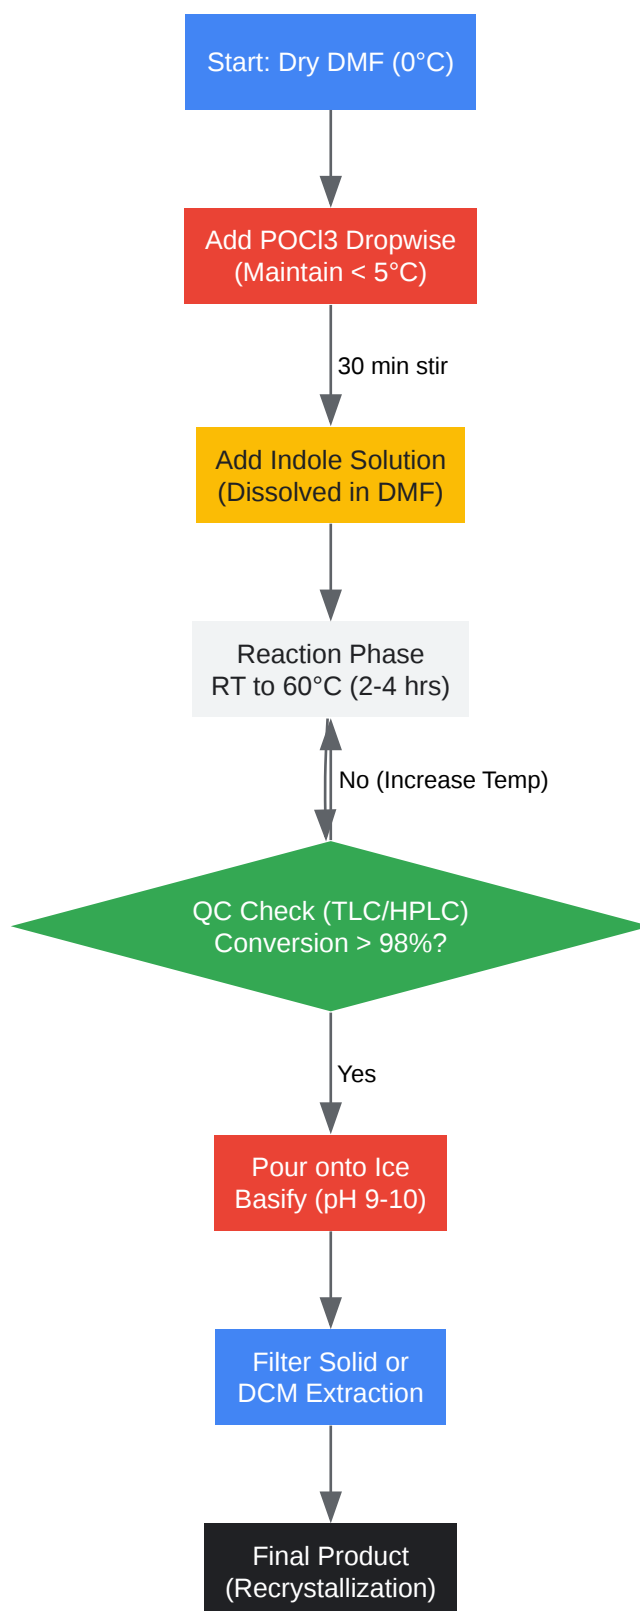 Start: Dry DMF (0°C)
Add POCl3 Dropwise
(Maintain < 5°C)
30 min stir
Add Indole Solution
(Dissolved in DMF)
Reaction Phase
RT to 60°C (2-4 hrs)
No (Increase Temp)
QC Check (TLC/HPLC)
Conversion > 98%?
Yes
Pour onto Ice
Basify (pH 9-10)
Filter Solid or
DCM Extraction
Final Product
(Recrystallization)